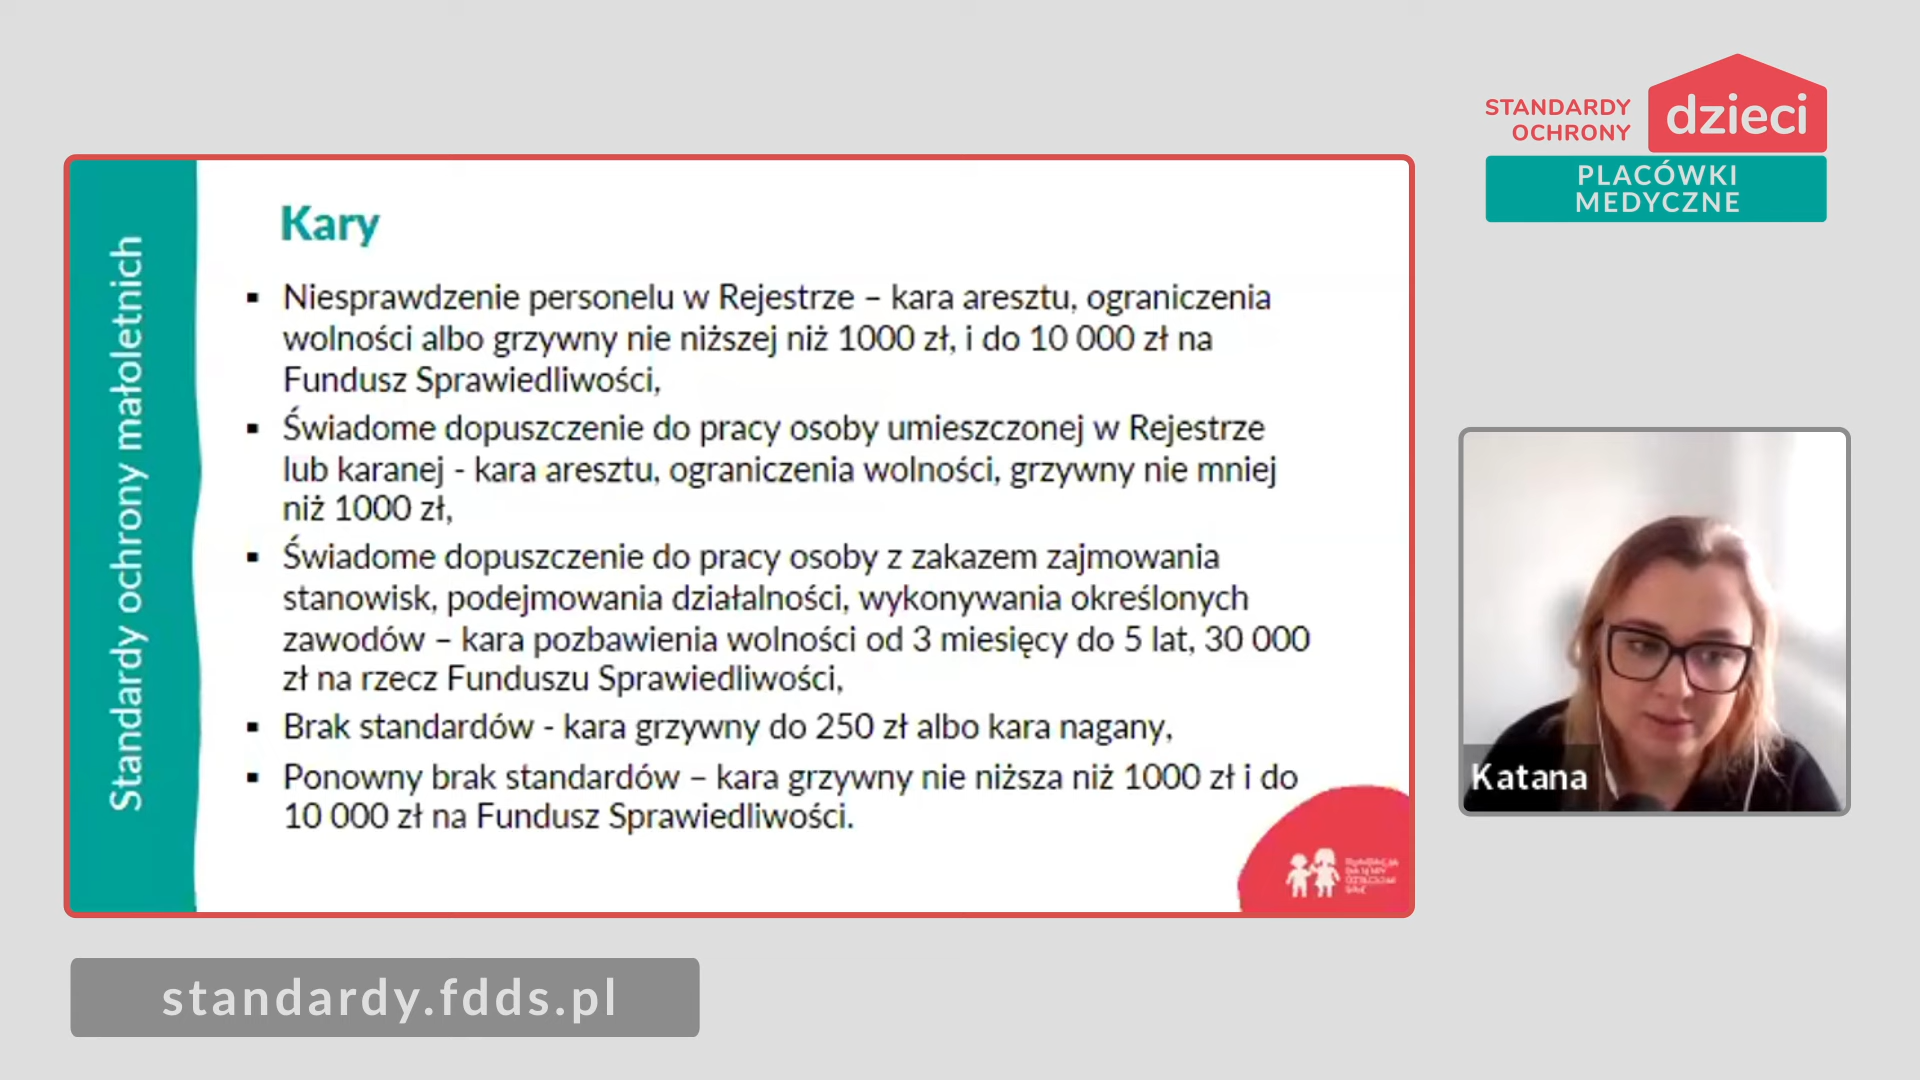 STANDARDY
OCHRONY
dzieci
PLACÓWKI
MEDYCZNE
Standardy ochrony małoletnich
Kary
▪ Niesprawdzenie personelu w Rejestrze – kara aresztu, ograniczenia
wolności albo grzywny nie niższej niż 1000 zł, i do 10 000 zł na
Fundusz Sprawiedliwości,
▪ Świadome dopuszczenie do pracy osoby umieszczonej w Rejestrze
lub karanej - kara aresztu, ograniczenia wolności, grzywny nie mniej
niż 1000 zł,
▪ Świadome dopuszczenie do pracy osoby z zakazem zajmowania
stanowisk, podejmowania działalności, wykonywania określonych
zawodów – kara pozbawienia wolności od 3 miesięcy do 5 lat, 30 000
zł na rzecz Funduszu Sprawiedliwości,
▪ Brak standardów - kara grzywny do 250 zł albo kara nagany,
▪ Ponowny brak standardów – kara grzywny nie niższa niż 1000 zł i do
10 000 zł na Fundusz Sprawiedliwości.
Katana
standardy.fdds.pl